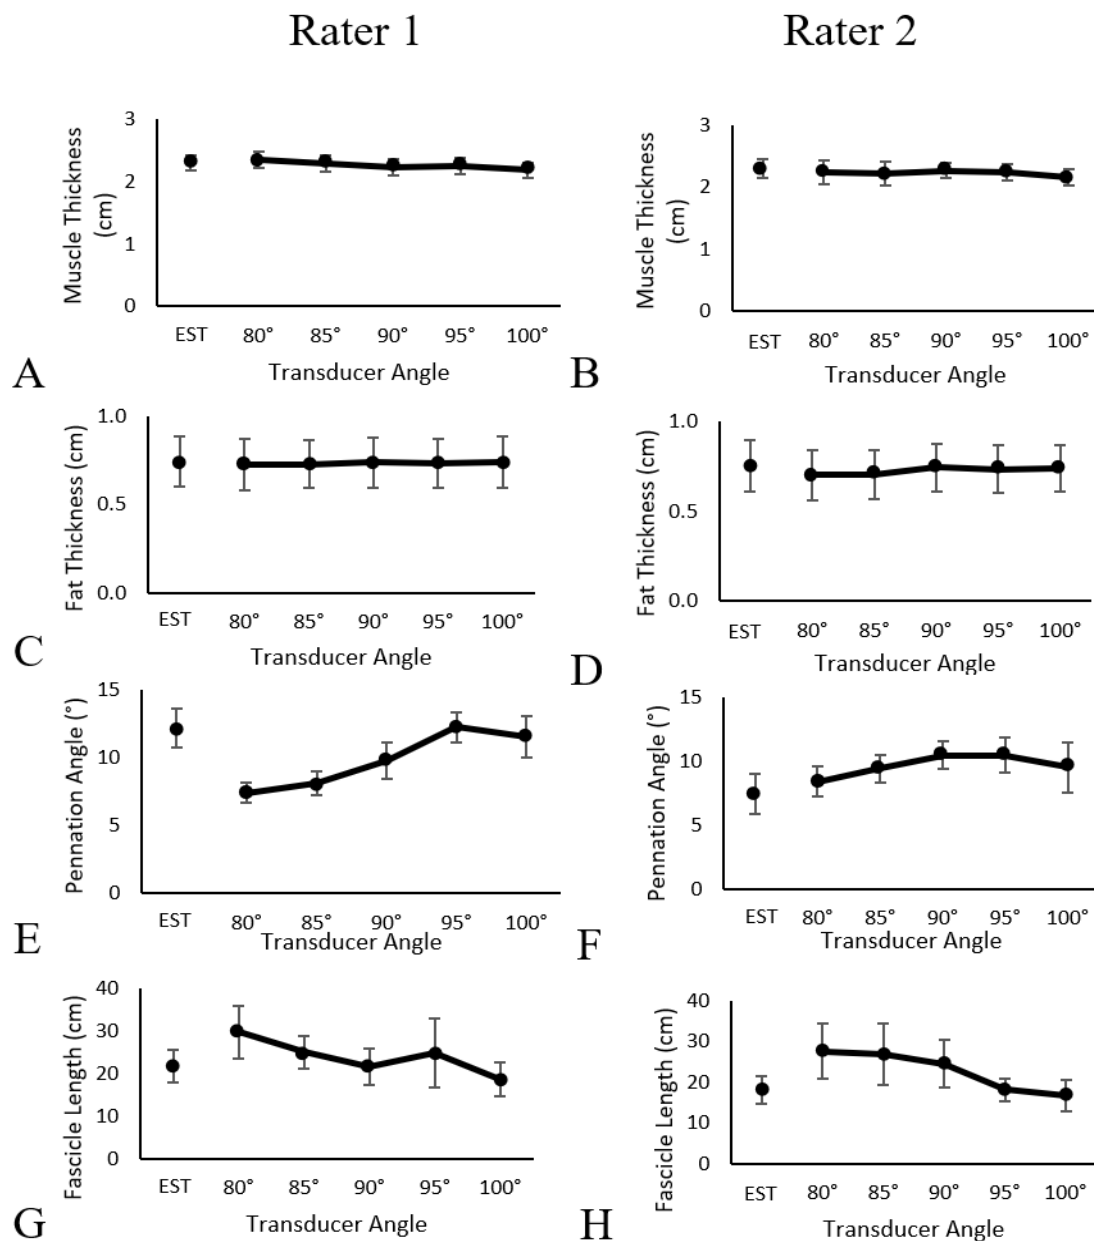 Rater 1
Rater 2
Muscle Thickness
(cm)
3
2
1
0
EST 80° 85° 90° 95° 100°
Transducer Angle
A
Muscle Thickness
(cm)
3
2
1
0
EST 80° 85° 90° 95° 100°
Transducer Angle
B
Fat Thickness (cm)
1.0
0.5
0.0
EST 80° 85° 90° 95° 100°
Transducer Angle
C
Fat Thickness (cm)
1.0
0.5
0.0
EST 80° 85° 90° 95° 100°
Transducer Angle
D
Pennation Angle (°)
15
10
5
0
EST 80° 85° 90° 95° 100°
Transducer Angle
E
Pennation Angle (°)
15
10
5
0
EST 80° 85° 90° 95° 100°
Transducer Angle
F
Fascicle Length (cm)
40
30
20
10
0
EST 80° 85° 90° 95° 100°
Transducer Angle
G
Fascicle Length (cm)
40
30
20
10
0
EST 80° 85° 90° 95° 100°
Transducer Angle
H